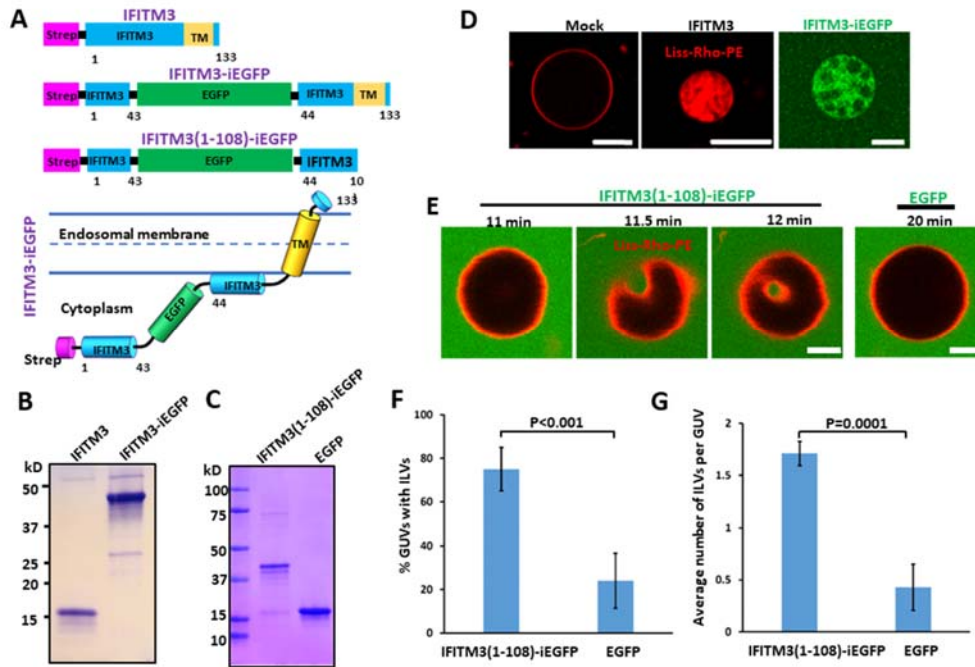 A
IFITM3
Strep IFITM3 TM
1 133
IFITM3-iEGFP
Strep IFITM3 EGFP IFITM3 TM
1 43 44 133
IFITM3(1-108)-iEGFP
Strep IFITM3 EGFP IFITM3
1 43 44 10
133
IFITM3-iEGFP
Endosomal membrane
TM
Cytoplasm
IFITM3
44
EGFP
Strep IFITM3
1 43
B
IFITM3
IFITM3-iEGFP
kD
50
37
25
20
15
C
IFITM3(1-108)-iEGFP
EGFP
kD
100
75
50
37
15
10
D
Mock IFITM3 IFITM3-iEGFP
Liss-Rho-PE
E
IFITM3(1-108)-iEGFP EGFP
11 min 11.5 min 12 min 20 min
Liss-Rho-PE
F
% GUVs with ILVs
100
90
80
70
60
50
40
30
20
10
0
P<0.001
IFITM3(1-108)-iEGFP EGFP
G
Average number of ILVs per GUV
2
1.5
1
0.5
0
P=0.0001
IFITM3(1-108)-iEGFP EGFP